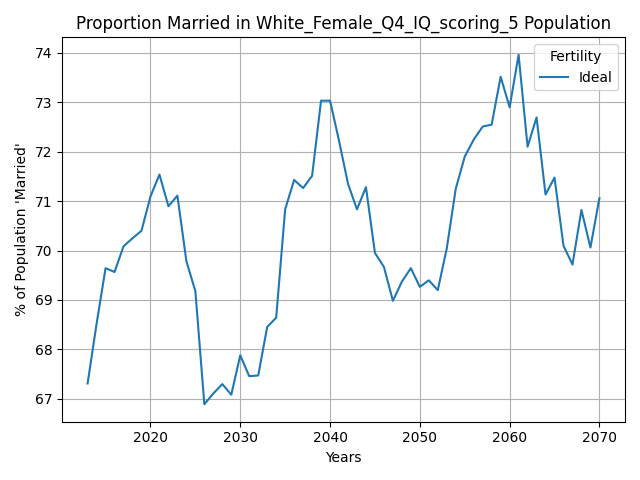 Proportion Married in White_Female_Q4_IQ_scoring_5 Population
Fertility
Ideal
74
73
72
71
70
69
68
67
% of Population 'Married'
2020 2030 2040 2050 2060 2070
Years